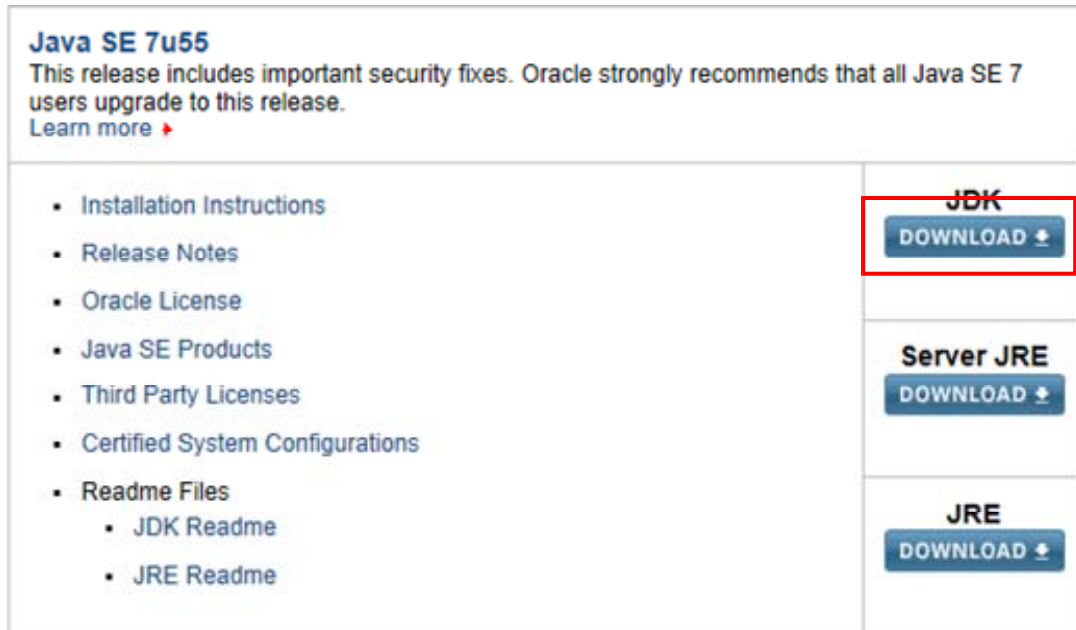 Java SE 7u55
This release includes important security fixes. Oracle strongly recommends that all Java SE 7
users upgrade to this release.
Learn more
Installation Instructions
Release Notes
Oracle License
Java SE Products
Third Party Licenses
Certified System Configurations
Readme Files
JDK Readme
JRE Readme
JDK
DOWNLOAD
Server JRE
DOWNLOAD
JRE
DOWNLOAD